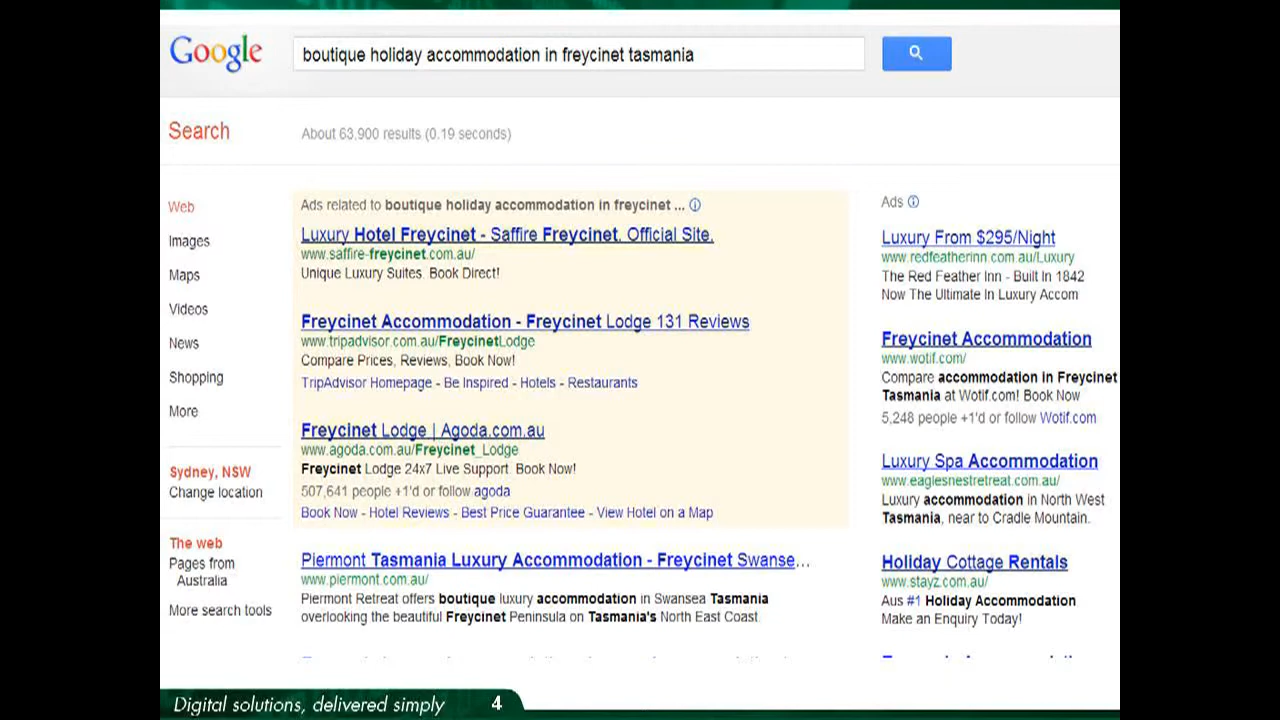 Google
boutique holiday accommodation in freycinet tasmania
Search
About 63,900 results (0.19 seconds)
Web
Images
Maps
Videos
News
Shopping
More
Sydney, NSW
Change location
The web
Pages from
Australia
More search tools
Ads related to boutique holiday accommodation in freycinet ...
Luxury Hotel Freycinet - Saffire Freycinet. Official Site.
www.saffire-freycinet.com.au/
Unique Luxury Suites. Book Direct!
Freycinet Accommodation - Freycinet Lodge 131 Reviews
www.tripadvisor.com.au/FreycinetLodge
Compare Prices, Reviews, Book Now!
TripAdvisor Homepage - Be Inspired - Hotels - Restaurants
Freycinet Lodge | Agoda.com.au
www.agoda.com.au/Freycinet_Lodge
Freycinet Lodge 24x7 Live Support. Book Now!
507,641 people +1'd or follow agoda
Book Now - Hotel Reviews - Best Price Guarantee - View Hotel on a Map
Piermont Tasmania Luxury Accommodation - Freycinet Swanse...
www.piermont.com.au/
Piermont Retreat offers boutique luxury accommodation in Swansea Tasmania
overlooking the beautiful Freycinet Peninsula on Tasmania's North East Coast.
Ads
Luxury From $295/Night
www.redfeatherinn.com.au/Luxury
The Red Feather Inn - Built In 1842
Now The Ultimate In Luxury Accom
Freycinet Accommodation
www.wotif.com/
Compare accommodation in Freycinet
Tasmania at Wotif.com! Book Now
5,248 people +1'd or follow Wotif.com
Luxury Spa Accommodation
www.eaglesnestretreat.com.au/
Luxury accommodation in North West
Tasmania, near to Cradle Mountain.
Holiday Cottage Rentals
www.stayz.com.au/
Aus #1 Holiday Accommodation
Make an Enquiry Today!
Digital solutions, delivered simply
4